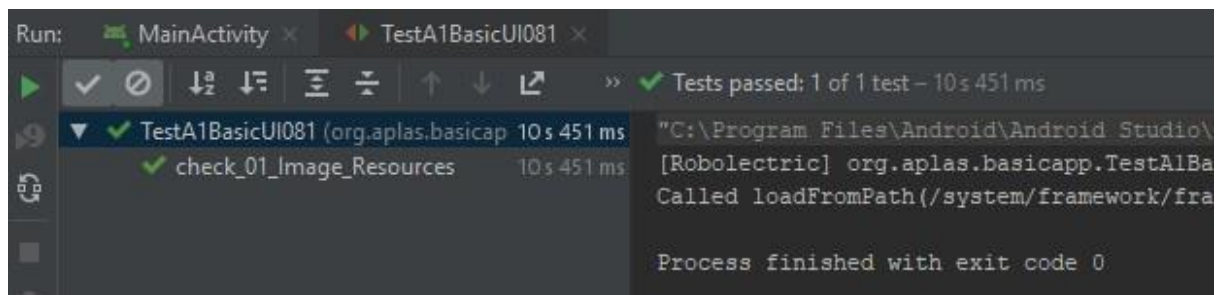 Run: MainActivity TestA1BasicUI081
Tests passed: 1 of 1 test – 10 s 451 ms
TestA1BasicUI081 (org.aplas.basicap 10 s 451 ms
check_01_Image_Resources 10 s 451 ms
"C:\Program Files\Android\Android Studio\
[Robolectric] org.aplas.basicapp.TestA1Ba
Called loadFromPath(/system/framework/fra
Process finished with exit code 0